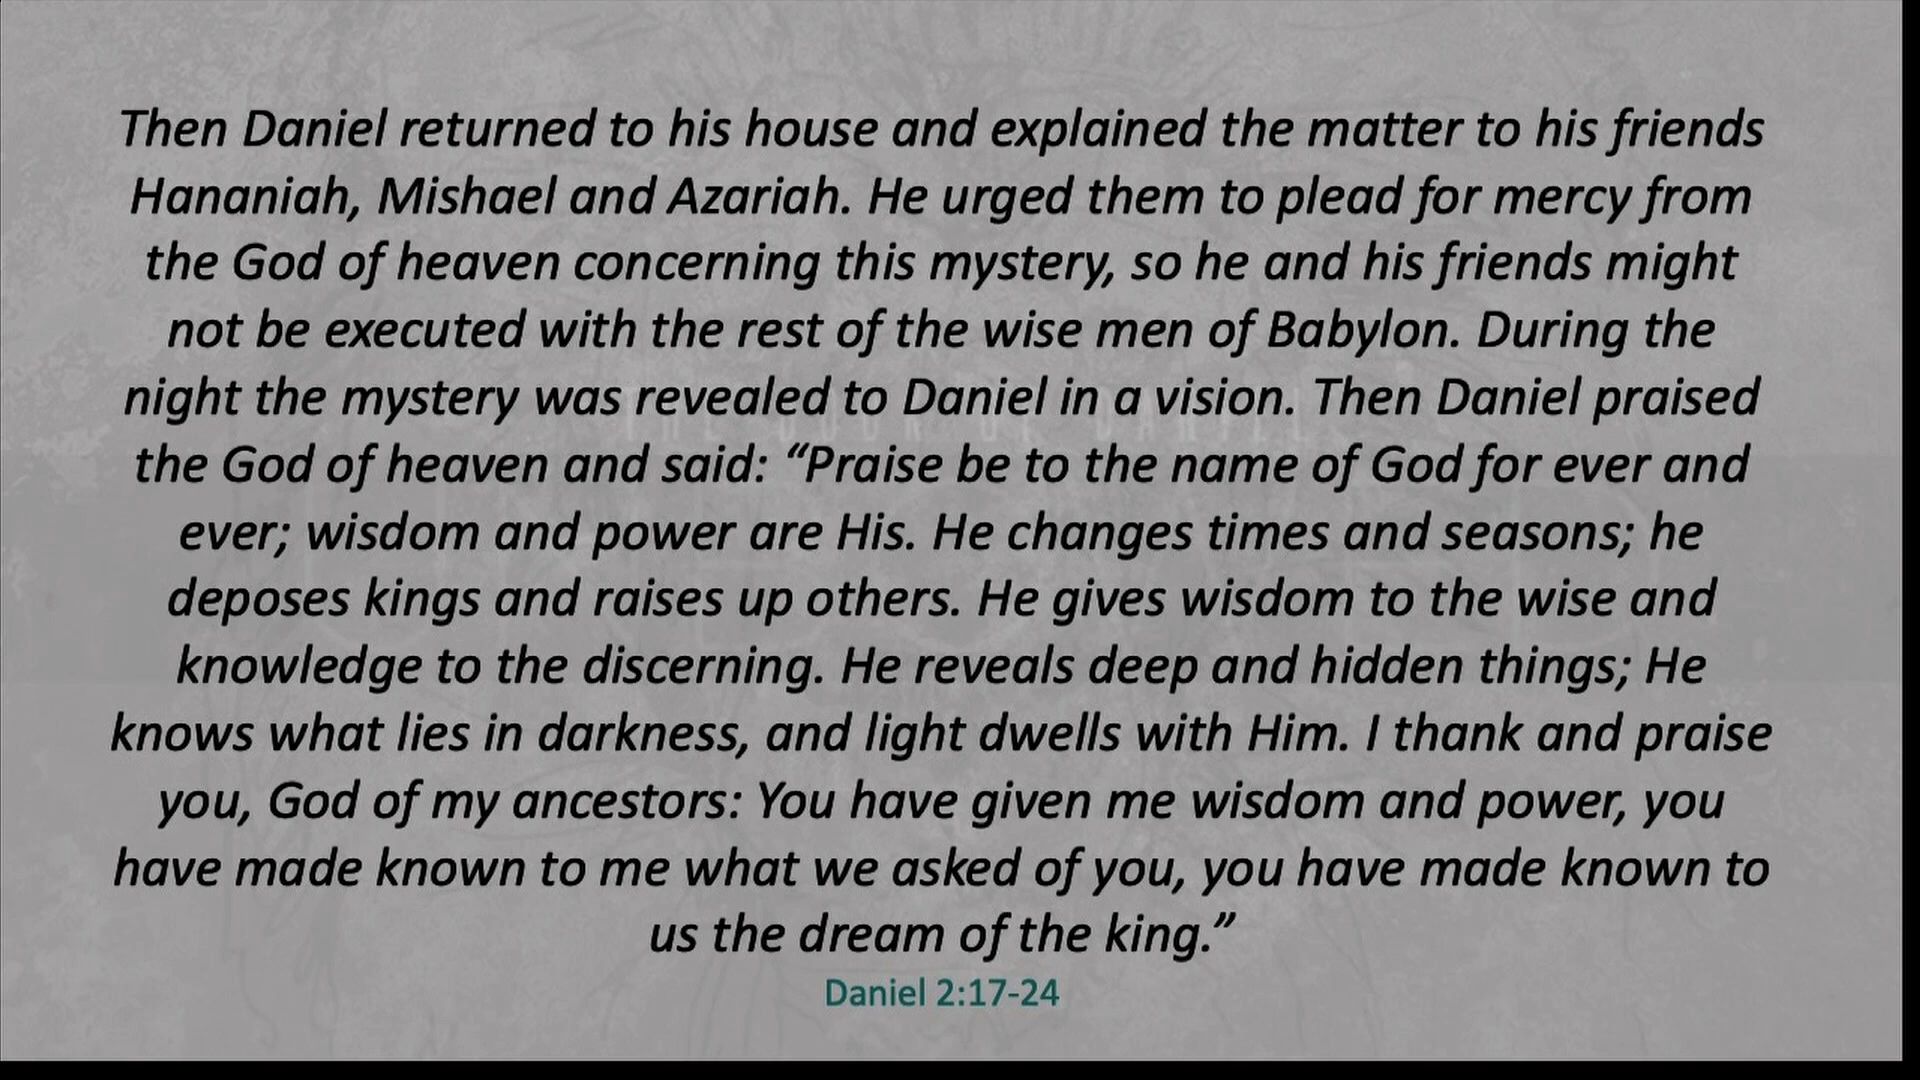 Then Daniel returned to his house and explained the matter to his friends
Hananiah, Mishael and Azariah. He urged them to plead for mercy from
the God of heaven concerning this mystery, so he and his friends might
not be executed with the rest of the wise men of Babylon. During the
night the mystery was revealed to Daniel in a vision. Then Daniel praised
the God of heaven and said: “Praise be to the name of God for ever and
ever; wisdom and power are His. He changes times and seasons; he
deposes kings and raises up others. He gives wisdom to the wise and
knowledge to the discerning. He reveals deep and hidden things; He
knows what lies in darkness, and light dwells with Him. I thank and praise
you, God of my ancestors: You have given me wisdom and power, you
have made known to me what we asked of you, you have made known to
us the dream of the king.”
Daniel 2:17-24